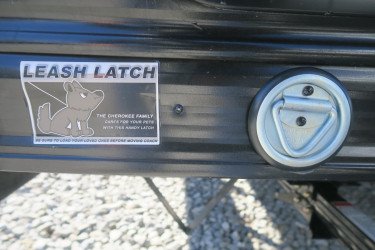 LEASH LATCH
THE CHEROKEE FAMILY
CARES FOR YOUR PETS
WITH THIS HANDY LATCH
BE SURE TO LOAD YOUR LOVED ONES BEFORE MOVING COACH